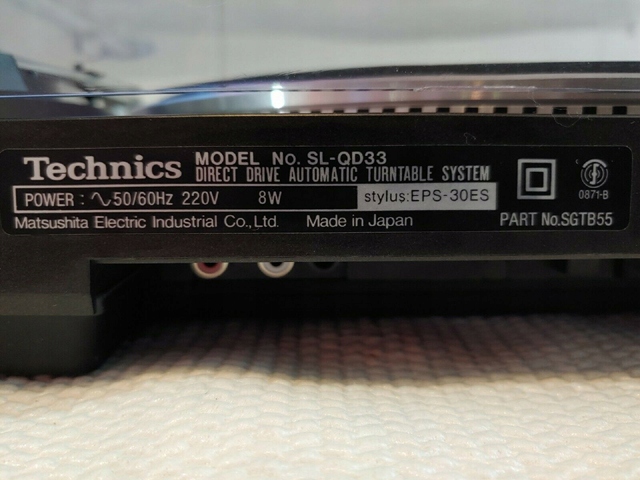 Technics MODEL No. SL-QD33
DIRECT DRIVE AUTOMATIC TURNTABLE SYSTEM
POWER : ∿50/60Hz 220V 8W stylus:EPS-30ES
0871-B
Matsushita Electric Industrial Co., Ltd. Made in Japan PART No.SGTB55